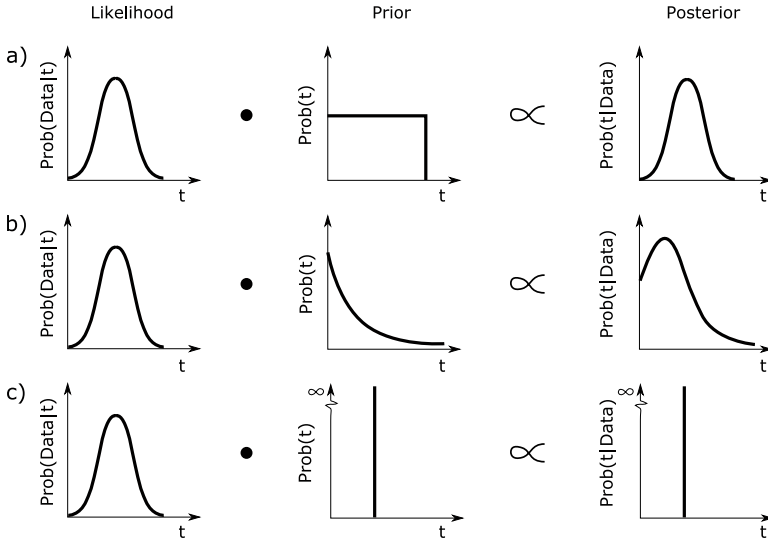 Likelihood
Prior
Posterior
a)
Prob(Data|t)
t
Prob(t)
t
Prob(t|Data)
t
b)
Prob(Data|t)
t
Prob(t)
t
Prob(t|Data)
t
c)
Prob(Data|t)
t
∞
Prob(t)
t
∞
Prob(t|Data)
t